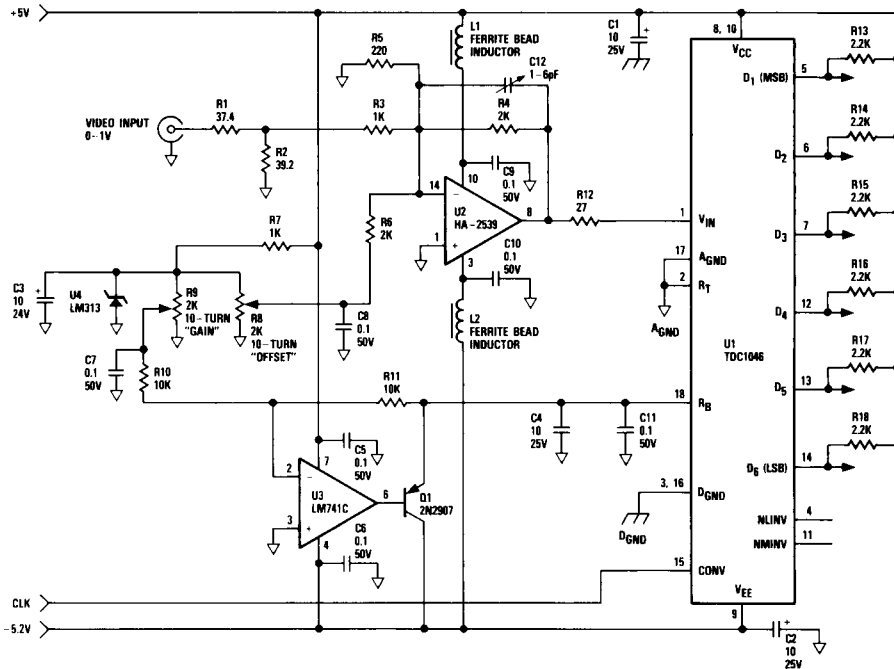 +5V
L1
FERRITE BEAD
INDUCTOR
R5
220
C12
1-6pF
C1
10
25V
8, 10
VCC
R13
2.2K
5
D1 (MSB)
VIDEO INPUT
0-1V
R1
37.4
R2
39.2
R3
1K
R4
2K
R14
2.2K
6
D2
C9
0.1
50V
10
14
−
U2
HA-2539
8
1
+
3
R12
27
1
VIN
R15
2.2K
7
D3
R7
1K
R6
2K
C10
0.1
50V
17
AGND
2
RT
AGND
R16
2.2K
12
D4
C3
10
24V
U4
LM313
R9
2K
10-TURN
"GAIN"
R8
2K
10-TURN
"OFFSET"
C8
0.1
50V
L2
FERRITE BEAD
INDUCTOR
U1
TDC1046
C7
0.1
50V
R10
10K
R11
10K
R17
2.2K
13
D5
18
RB
C4
10
25V
C11
0.1
50V
R18
2.2K
14
D6 (LSB)
C5
0.1
50V
7
2
−
U3
LM741C
6
3
+
4
Q1
2N2907
C6
0.1
50V
3, 16
DGND
DGND
4
NLINV
11
NMINV
15
CONV
VEE
9
CLK
−5.2V
C2
10
25V
+
+
+